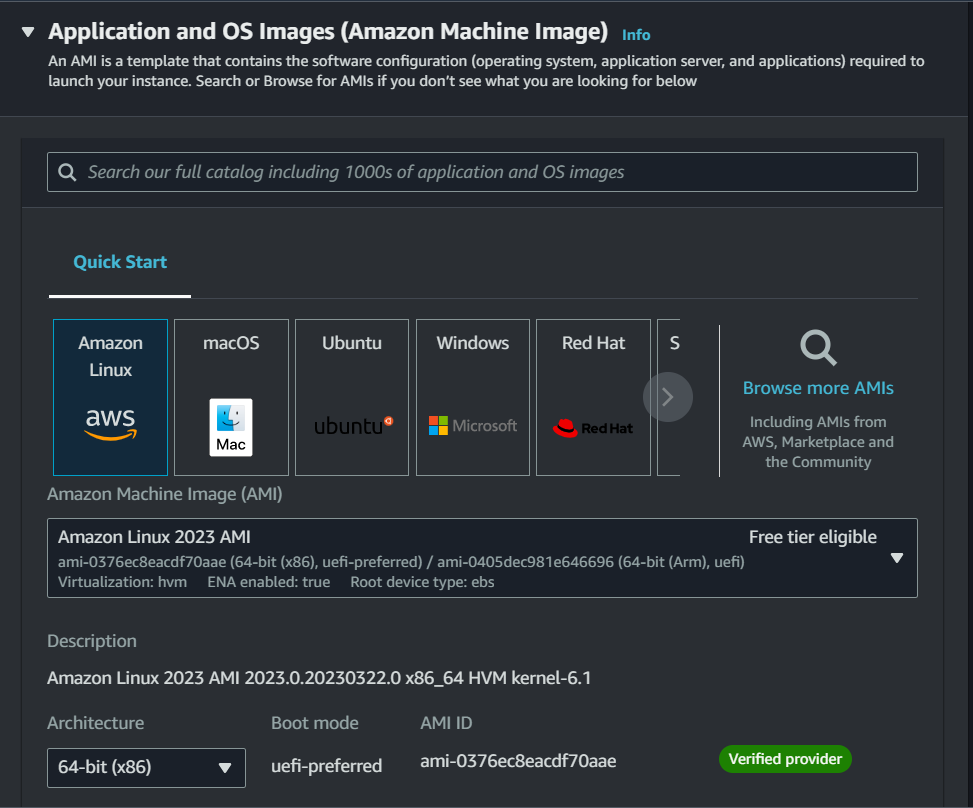 Application and OS Images (Amazon Machine Image) Info
An AMI is a template that contains the software configuration (operating system, application server, and applications) required to
launch your instance. Search or Browse for AMIs if you don't see what you are looking for below
Search our full catalog including 1000s of application and OS images
Quick Start
Amazon
Linux
aws
macOS
Mac
Ubuntu
ubuntu
Windows
Microsoft
Red Hat
Red Hat
S
Browse more AMIs
Including AMIs from
AWS, Marketplace and
the Community
Amazon Machine Image (AMI)
Amazon Linux 2023 AMI
Free tier eligible
ami-0376ec8eacdf70aae (64-bit (x86), uefi-preferred) / ami-0405dec981e646696 (64-bit (Arm), uefi)
Virtualization: hvm ENA enabled: true Root device type: ebs
Description
Amazon Linux 2023 AMI 2023.0.20230322.0 x86_64 HVM kernel-6.1
Architecture
64-bit (x86)
Boot mode
uefi-preferred
AMI ID
ami-0376ec8eacdf70aae
Verified provider